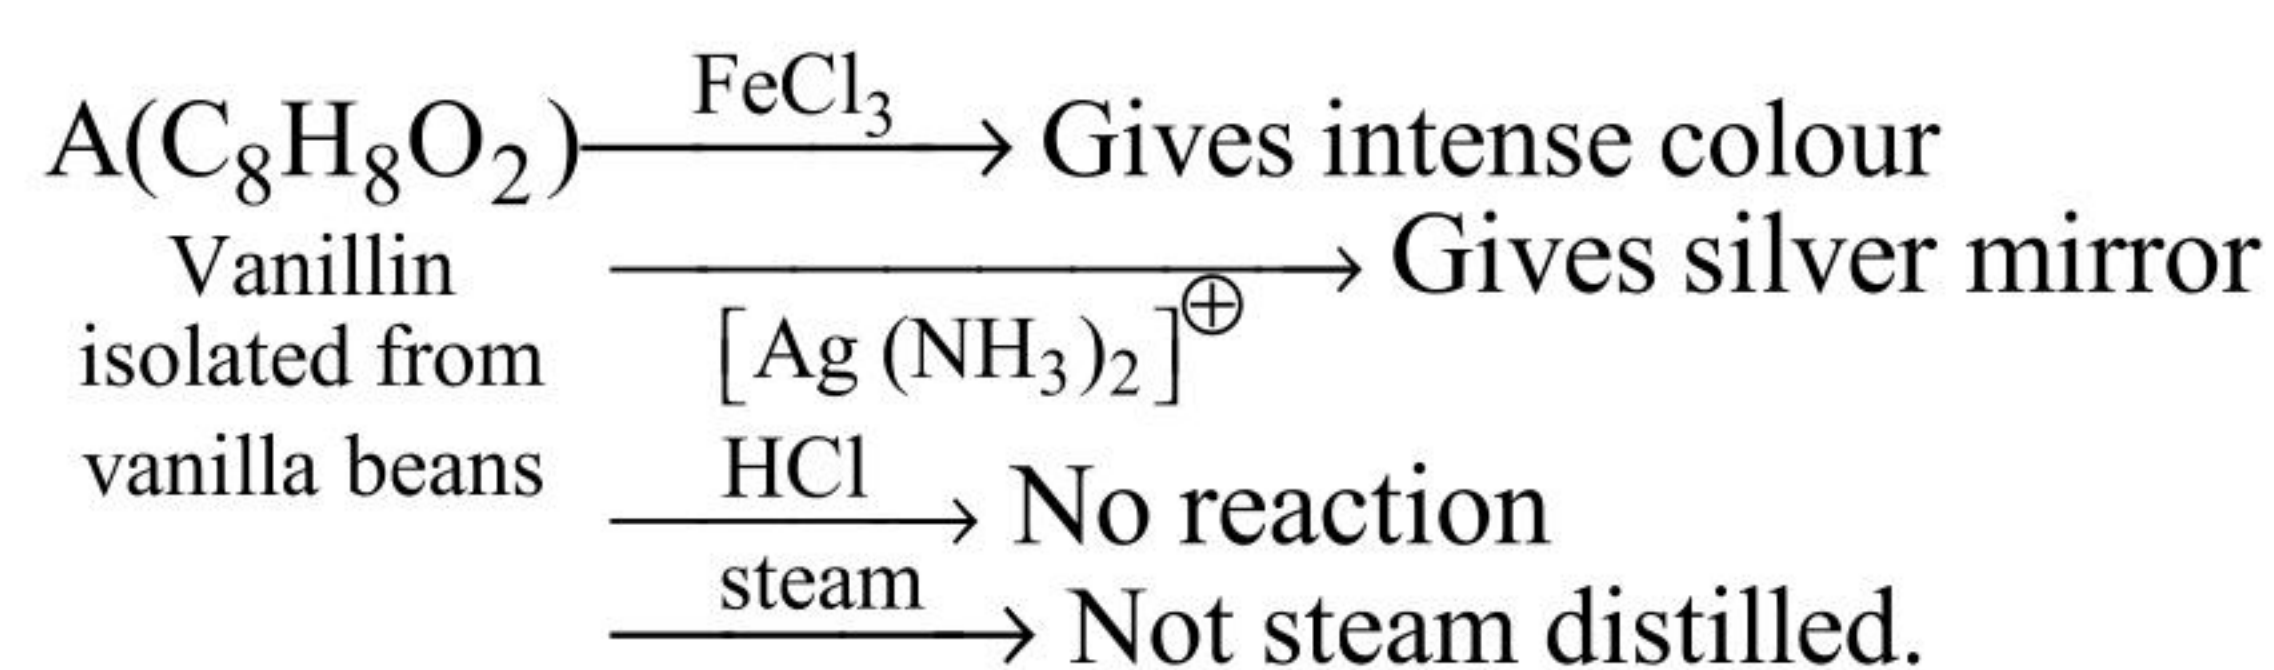 FeCl₃
A(C₈H₈O₂) → Gives intense colour
Vanillin → Gives silver mirror
isolated from [Ag (NH₃)₂]⊕
vanilla beans HCl → No reaction
steam → Not steam distilled.